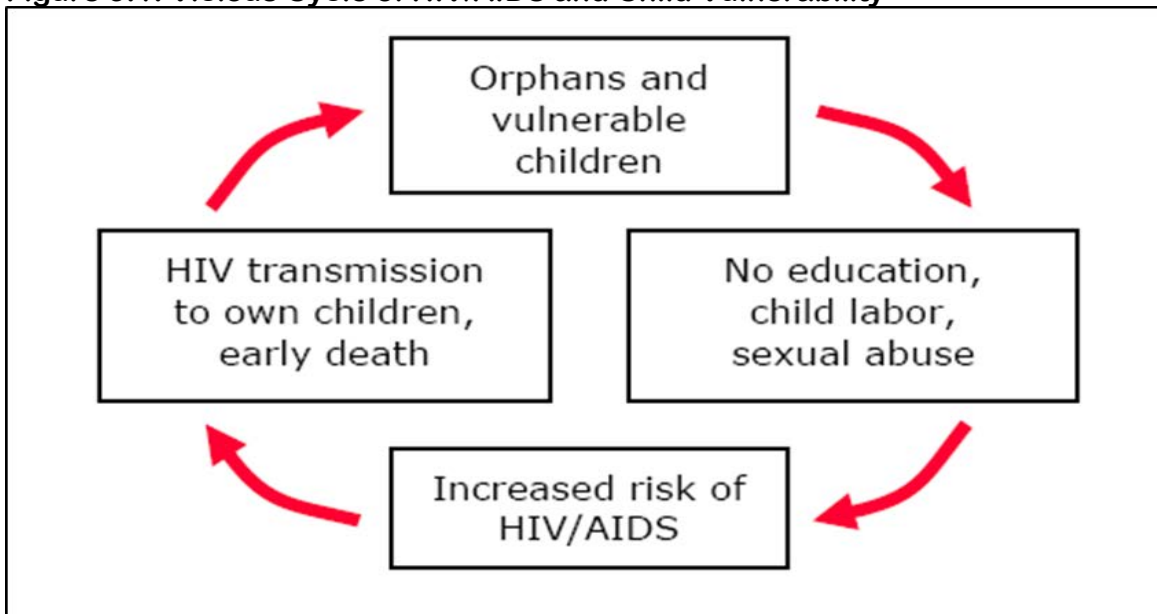 Orphans and
vulnerable
children
HIV transmission
to own children,
early death
No education,
child labor,
sexual abuse
Increased risk of
HIV/AIDS